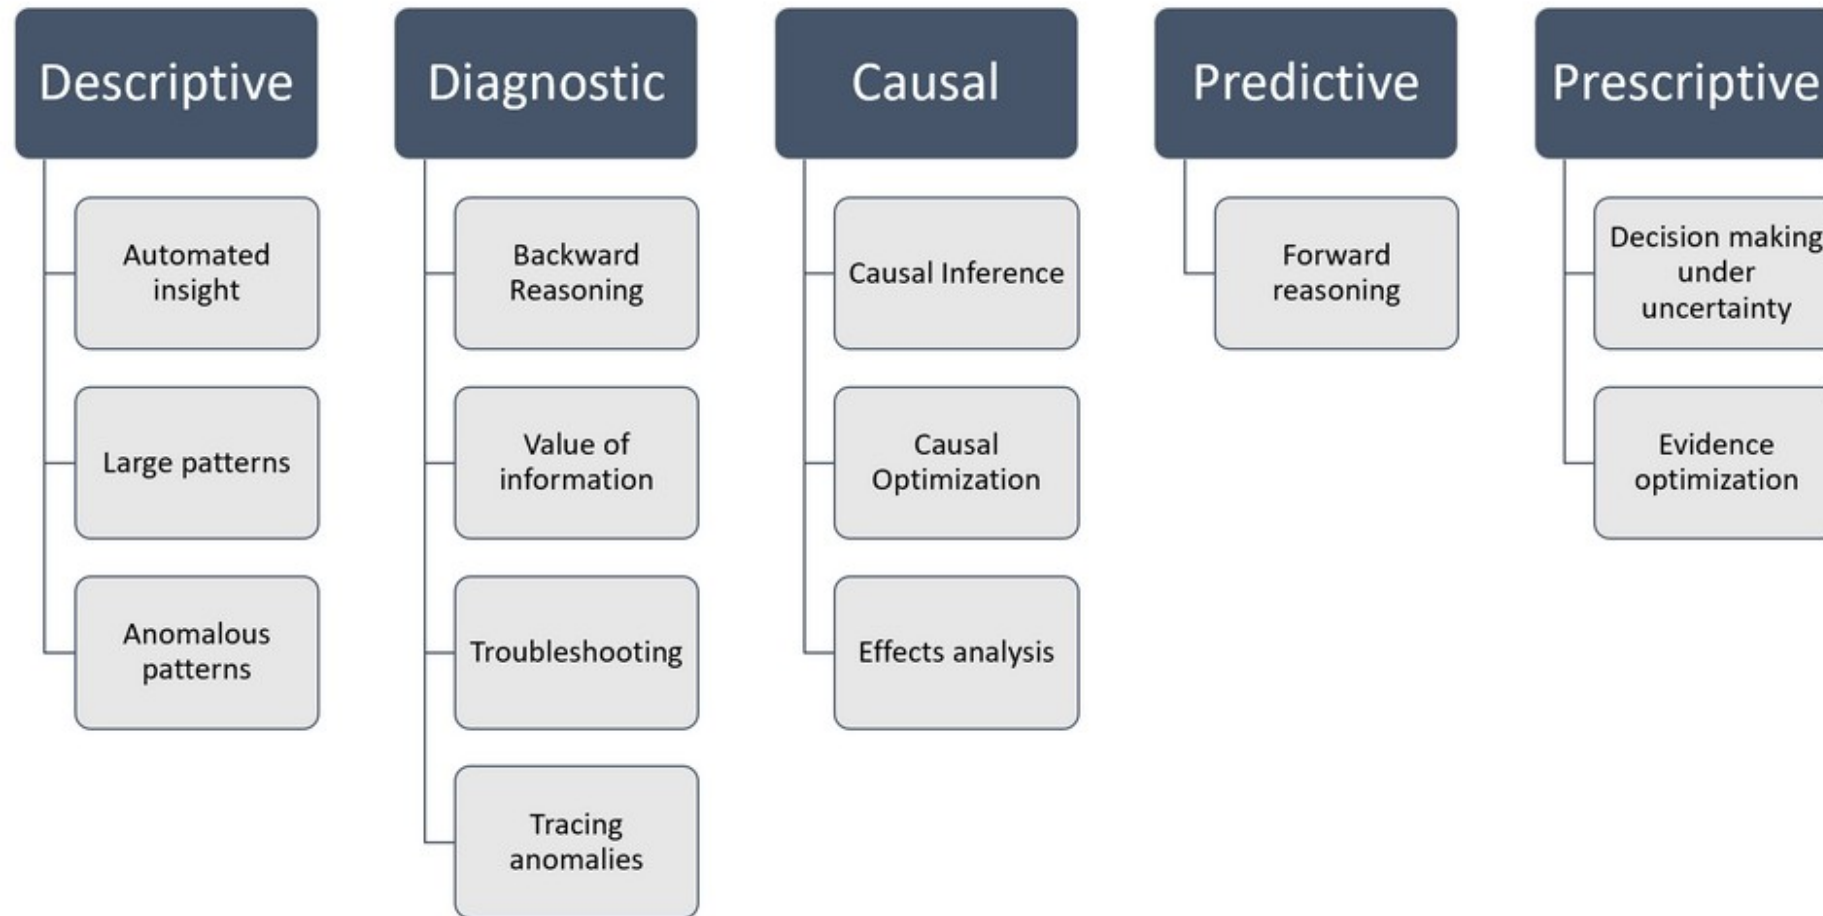 Descriptive
Automated
insight
Large patterns
Anomalous
patterns
Diagnostic
Backward
Reasoning
Value of
information
Troubleshooting
Tracing
anomalies
Causal
Causal Inference
Causal
Optimization
Effects analysis
Predictive
Forward
reasoning
Prescriptive
Decision making
under
uncertainty
Evidence
optimization